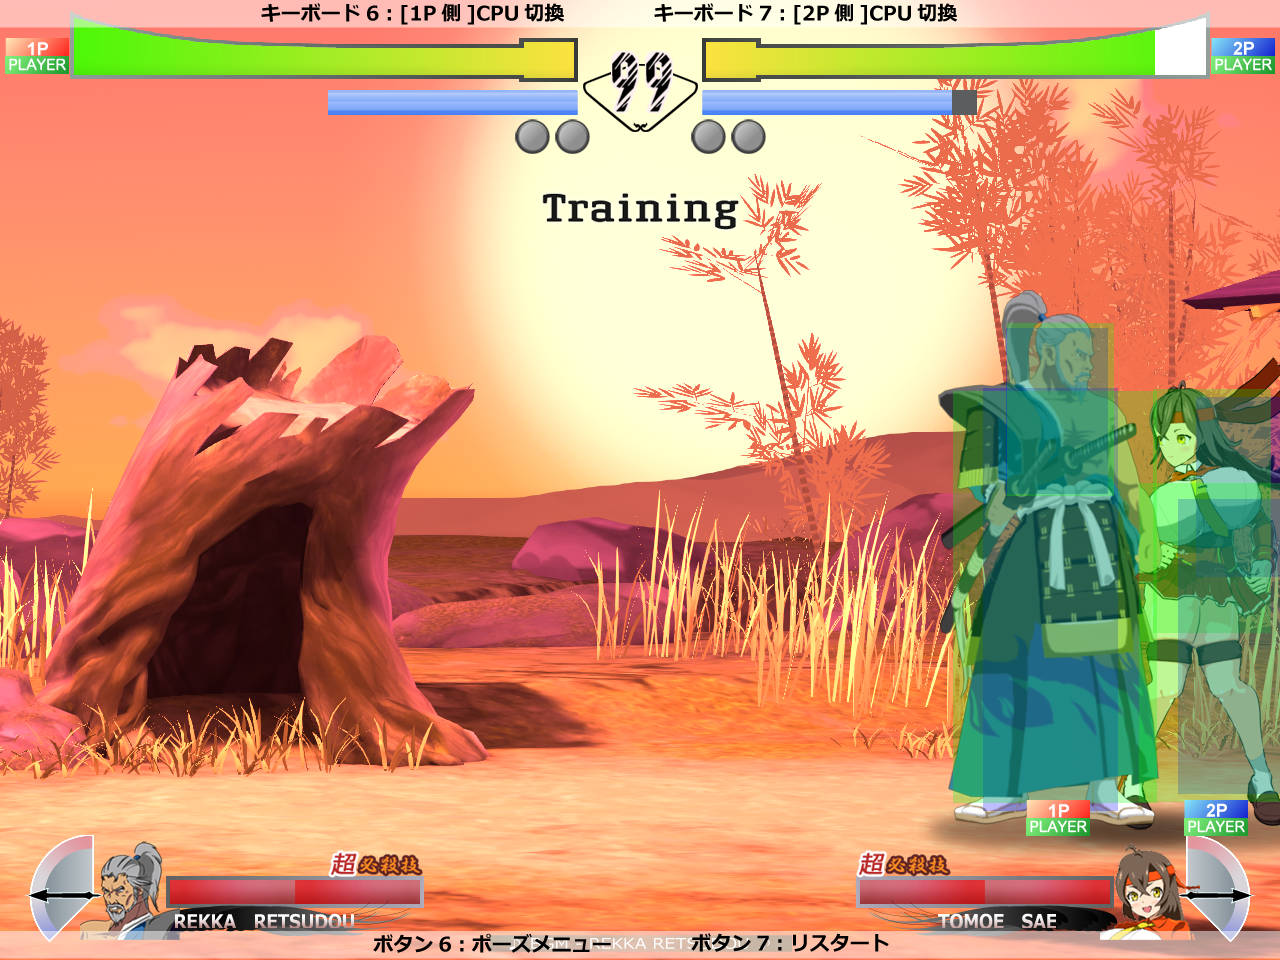 キーボード 6 : [1P 側 ]CPU 切換
キーボード 7 : [2P 側 ]CPU 切換
1P
PLAYER
99
2P
PLAYER
Training
1P
PLAYER
2P
PLAYER
超必殺技
超必殺技
REKKA RETSUDOU
TOMOE SAE
ボタン 6 : ポーズメニュー
ボタン 7 : リスタート